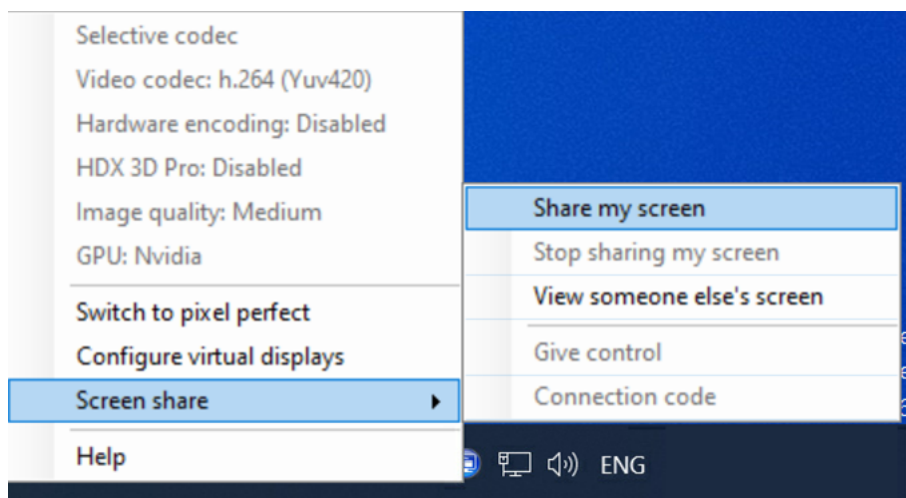 Selective codec
Video codec: h.264 (Yuv420)
Hardware encoding: Disabled
HDX 3D Pro: Disabled
Image quality: Medium
GPU: Nvidia
Switch to pixel perfect
Configure virtual displays
Screen share
Help
Share my screen
Stop sharing my screen
View someone else's screen
Give control
Connection code
ENG